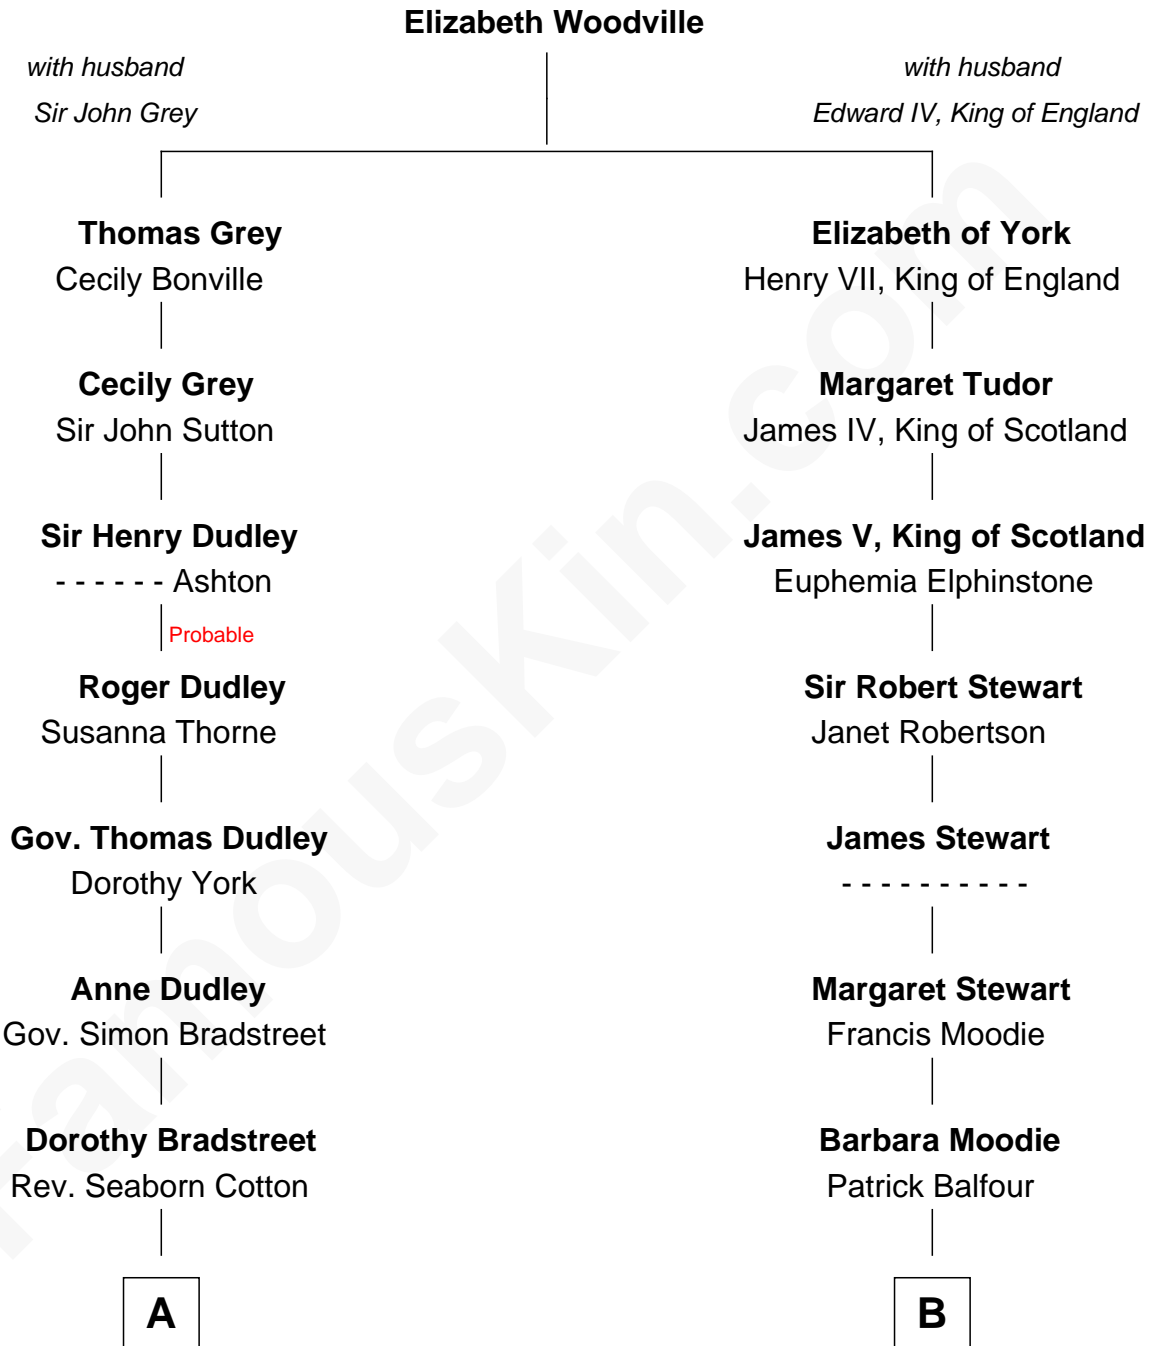 Elizabeth Woodville
with husband
Sir John Grey
with husband
Edward IV, King of England
Thomas Grey
Cecily Bonville
Elizabeth of York
Henry VII, King of England
Cecily Grey
Sir John Sutton
Margaret Tudor
James IV, King of Scotland
Sir Henry Dudley
- - - - - - Ashton
James V, King of Scotland
Euphemia Elphinstone
Probable
Roger Dudley
Susanna Thorne
Sir Robert Stewart
Janet Robertson
Gov. Thomas Dudley
Dorothy York
James Stewart
- - - - - - - - - -
Anne Dudley
Gov. Simon Bradstreet
Margaret Stewart
Francis Moodie
Dorothy Bradstreet
Rev. Seaborn Cotton
Barbara Moodie
Patrick Balfour
A
B
FamousKin.com